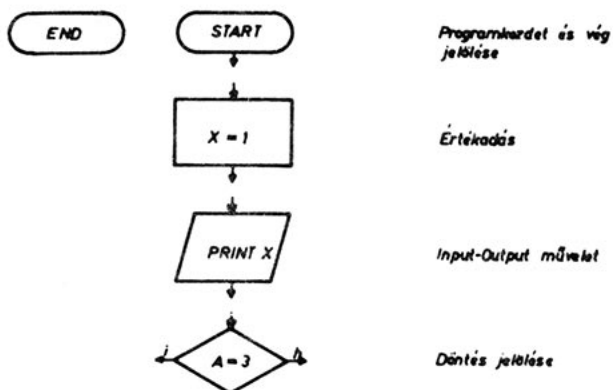 END
START
Programkezdet és vég
jelölése
X = 1
Értékadás
PRINT X
Input-Output művelet
i
A = 3
h
Döntés jelölése